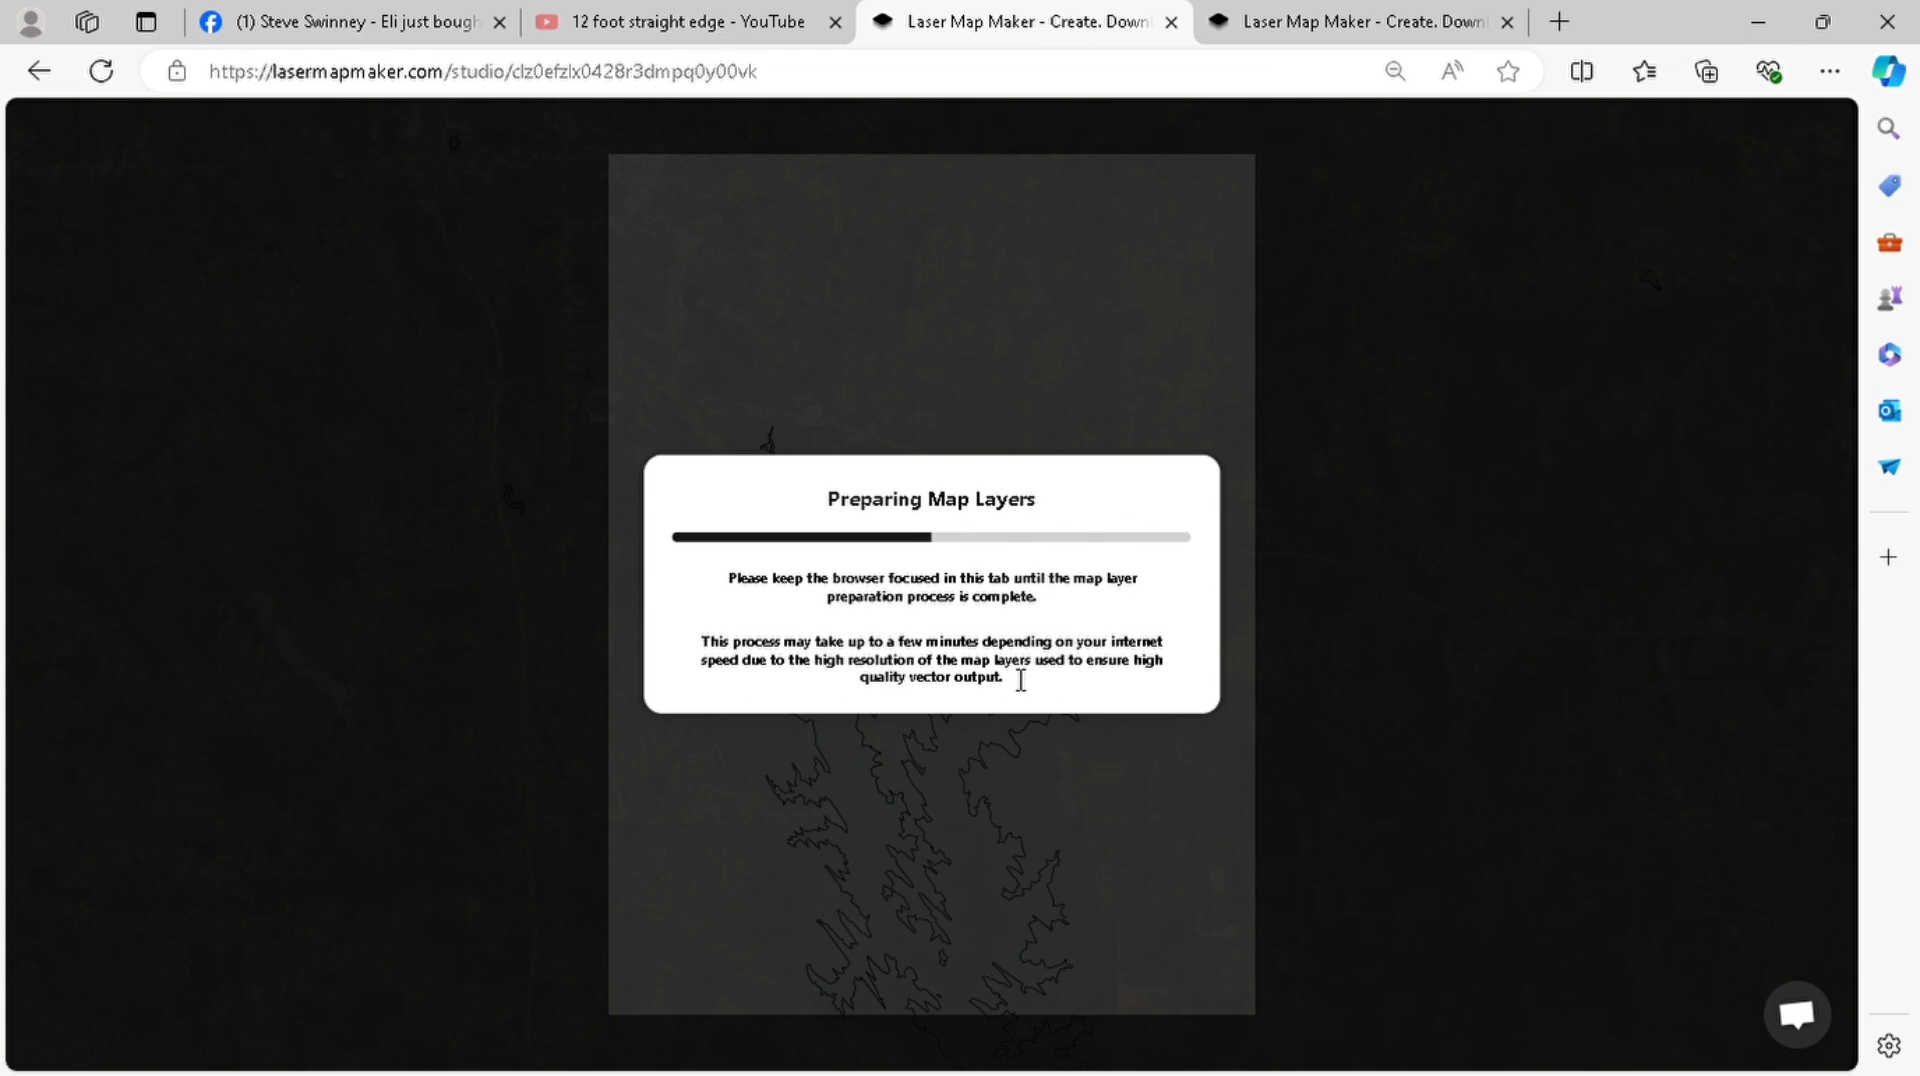 (1) Steve Swinney - Eli just bough
12 foot straight edge - YouTube
Laser Map Maker - Create. Down
Laser Map Maker - Create. Down
https://lasermapmaker.com/studio/clz0efzlx0428r3dmpq0y00vk
Preparing Map Layers
Please keep the browser focused in this tab until the map layer
preparation process is complete.
This process may take up to a few minutes depending on your internet
speed due to the high resolution of the map layers used to ensure high
quality vector output.